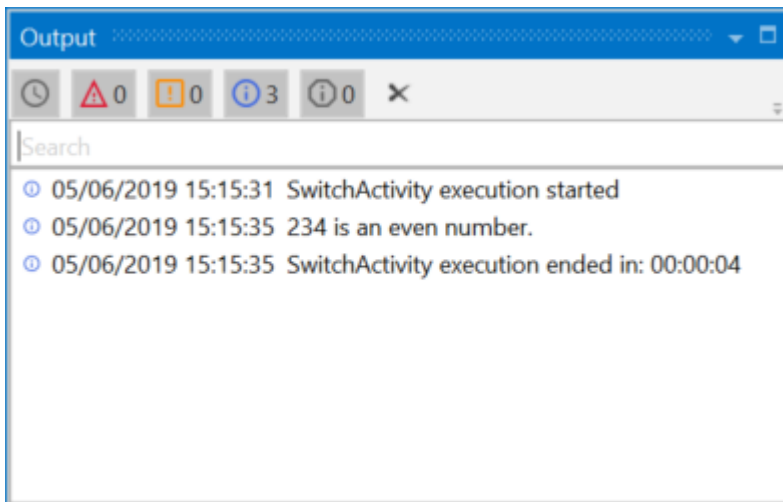 Output
0 0 3 0
Search
05/06/2019 15:15:31 SwitchActivity execution started
05/06/2019 15:15:35 234 is an even number.
05/06/2019 15:15:35 SwitchActivity execution ended in: 00:00:04